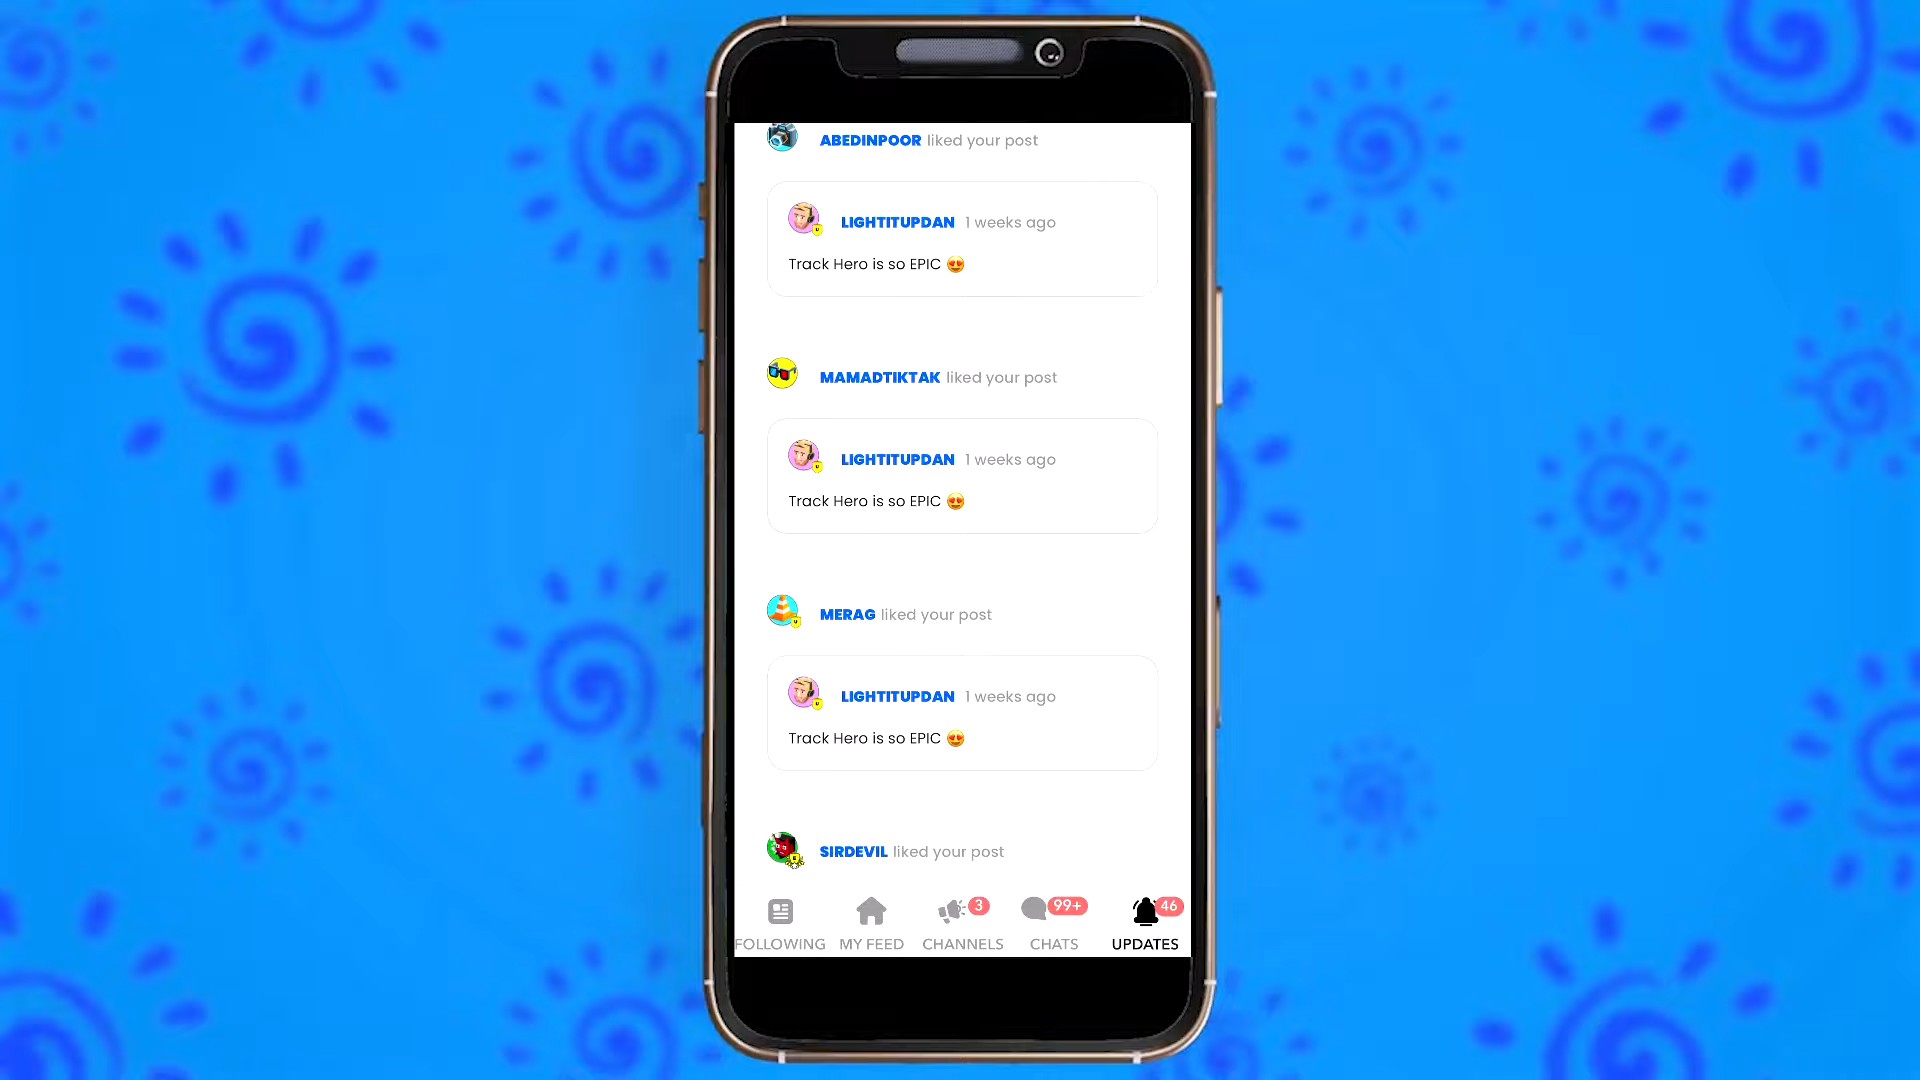 ABEDINPOOR liked your post
LIGHTITUPDAN 1 weeks ago
Track Hero is so EPIC 😍
MAMADTIKTAK liked your post
LIGHTITUPDAN 1 weeks ago
Track Hero is so EPIC 😍
MERAG liked your post
LIGHTITUPDAN 1 weeks ago
Track Hero is so EPIC 😍
SIRDEVIL liked your post
3 99+ 46
FOLLOWING MY FEED CHANNELS CHATS UPDATES